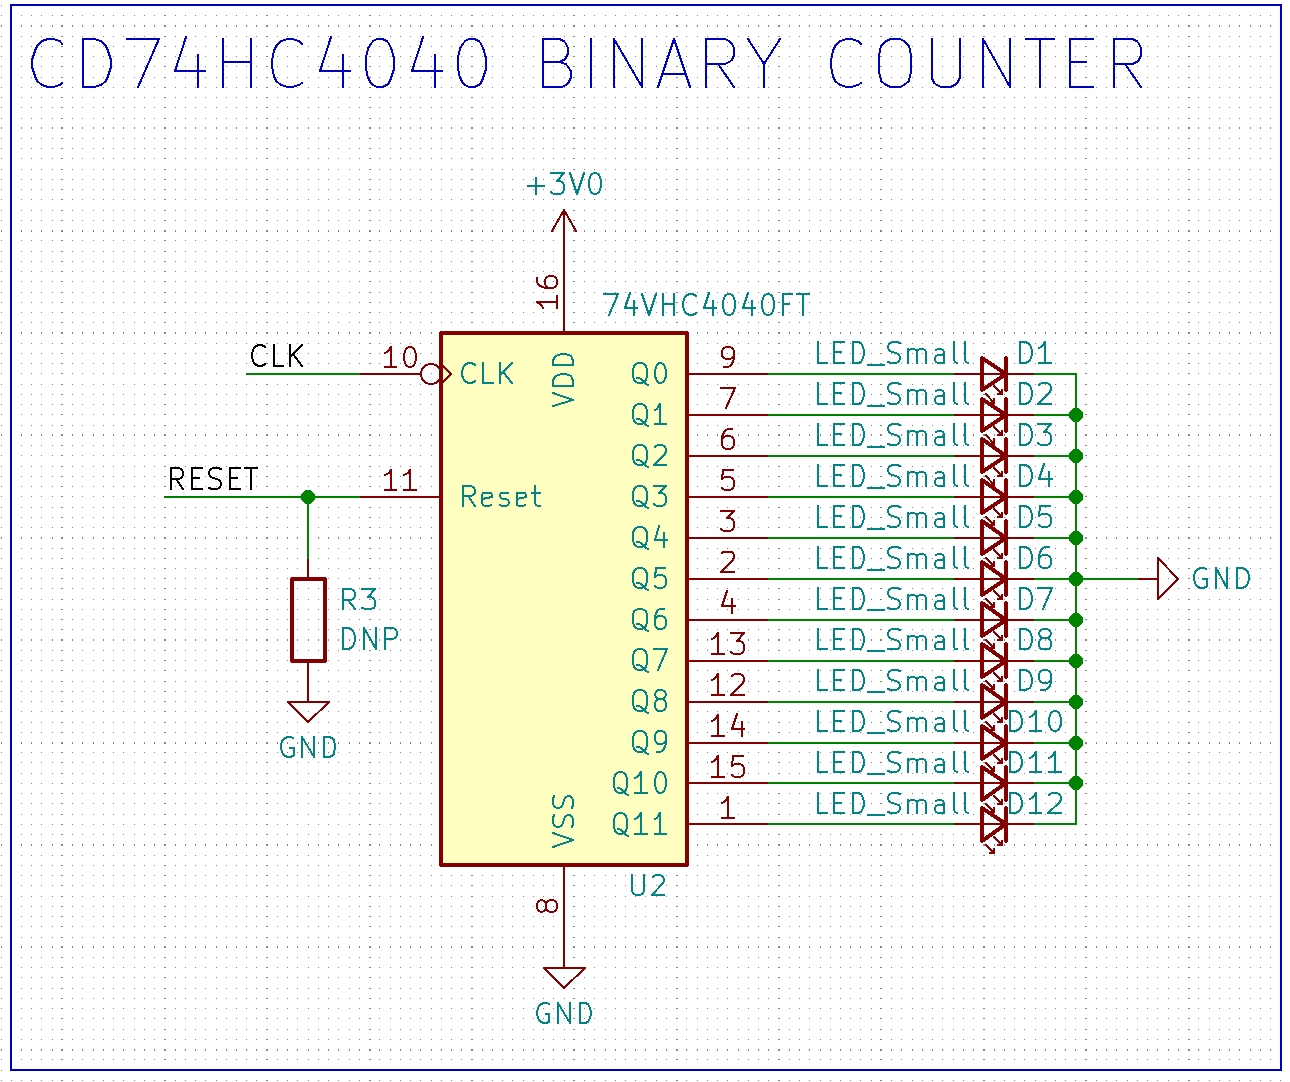 CD74HC4040 BINARY COUNTER
+3V0
16
74VHC4040FT
CLK 10 CLK VDD Q0 9 LED_Small D1
Q1 7 LED_Small D2
Q2 6 LED_Small D3
RESET 11 Reset Q3 5 LED_Small D4
Q4 3 LED_Small D5
Q5 2 LED_Small D6 GND
R3 Q6 4 LED_Small D7
DNP Q7 13 LED_Small D8
Q8 12 LED_Small D9
GND Q9 14 LED_Small D10
Q10 15 LED_Small D11
VSS Q11 1 LED_Small D12
U2
8
GND